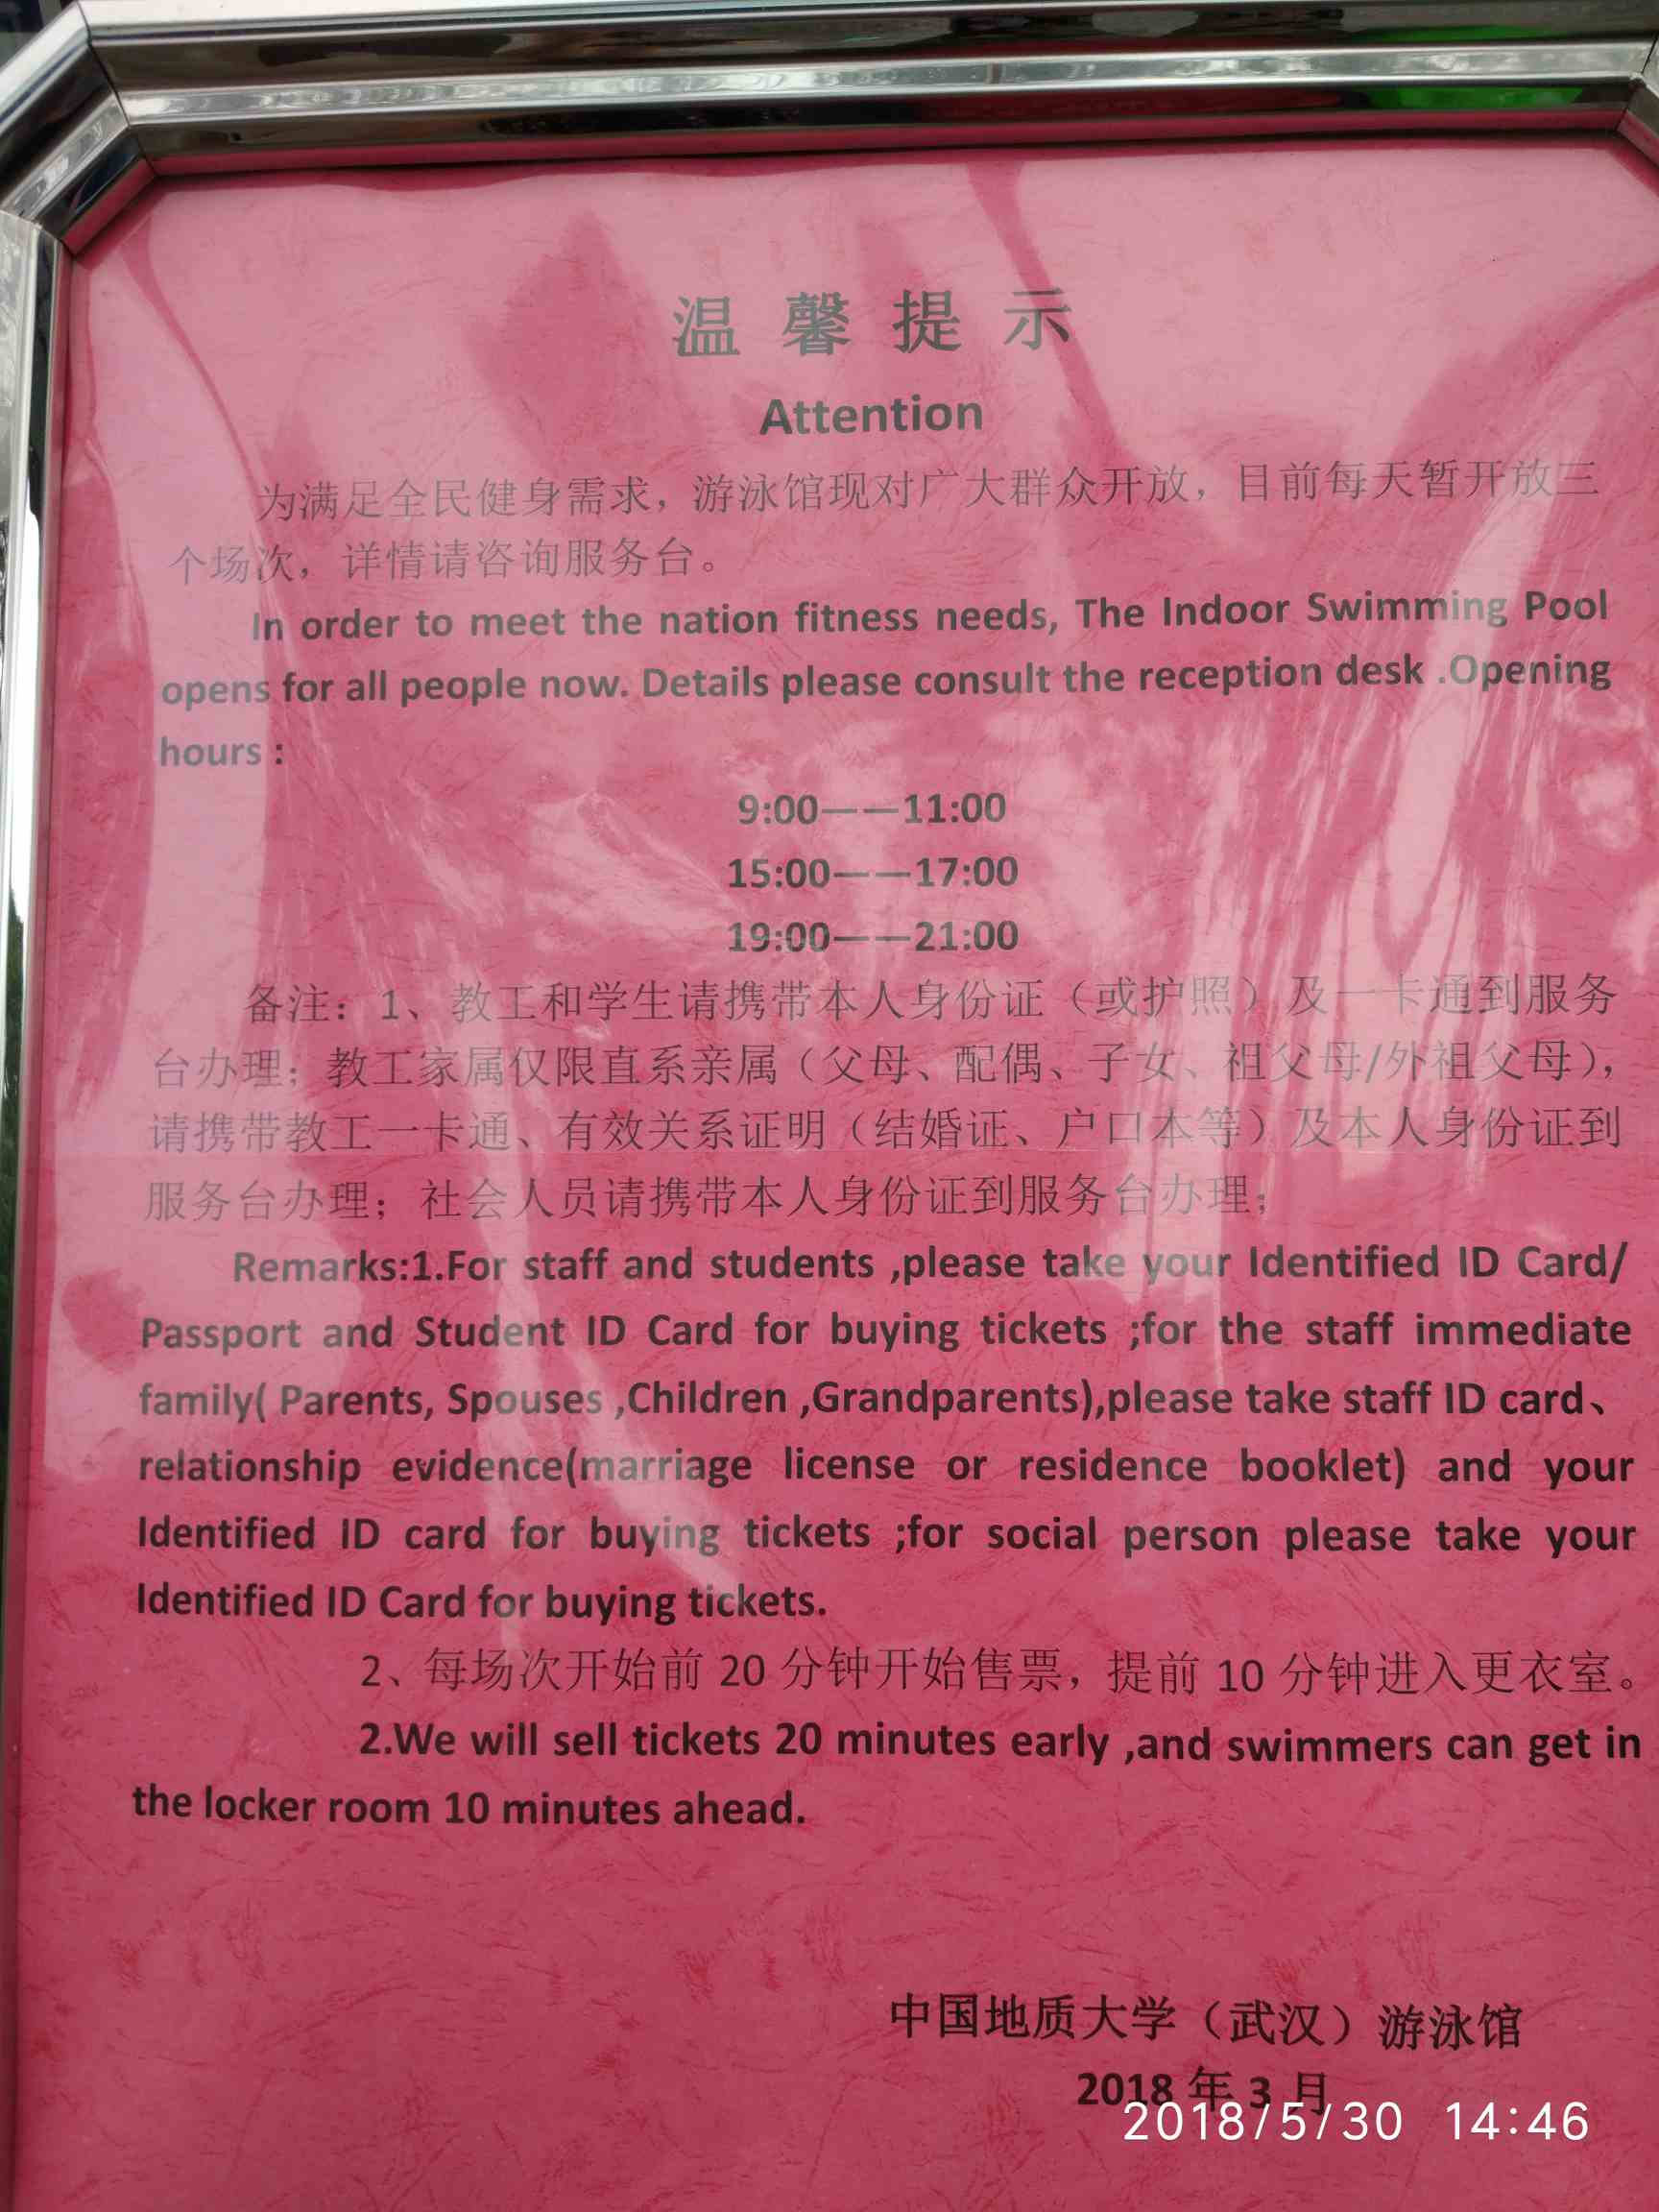 温馨提示
Attention
为满足全民健身需求，游泳馆现对广大群众开放，目前每天暂开放三
个场次，详情请咨询服务台。
In order to meet the nation fitness needs, The Indoor Swimming Pool
opens for all people now. Details please consult the reception desk .Opening
hours :
9:00——11:00
15:00——17:00
19:00——21:00
备注：1、教工和学生请携带本人身份证（或护照）及一卡通到服务
台办理；教工家属仅限直系亲属（父母、配偶、子女、祖父母/外祖父母），
请携带教工一卡通、有效关系证明（结婚证、户口本等）及本人身份证到
服务台办理；社会人员请携带本人身份证到服务台办理；
Remarks:1.For staff and students ,please take your Identified ID Card/
Passport and Student ID Card for buying tickets ;for the staff immediate
family( Parents, Spouses ,Children ,Grandparents),please take staff ID card、
relationship evidence(marriage license or residence booklet) and your
Identified ID card for buying tickets ;for social person please take your
Identified ID Card for buying tickets.
2、每场次开始前 20 分钟开始售票，提前 10 分钟进入更衣室。
2.We will sell tickets 20 minutes early ,and swimmers can get in
the locker room 10 minutes ahead.
中国地质大学（武汉）游泳馆
2018 年 3 月
2018/5/30 14:46